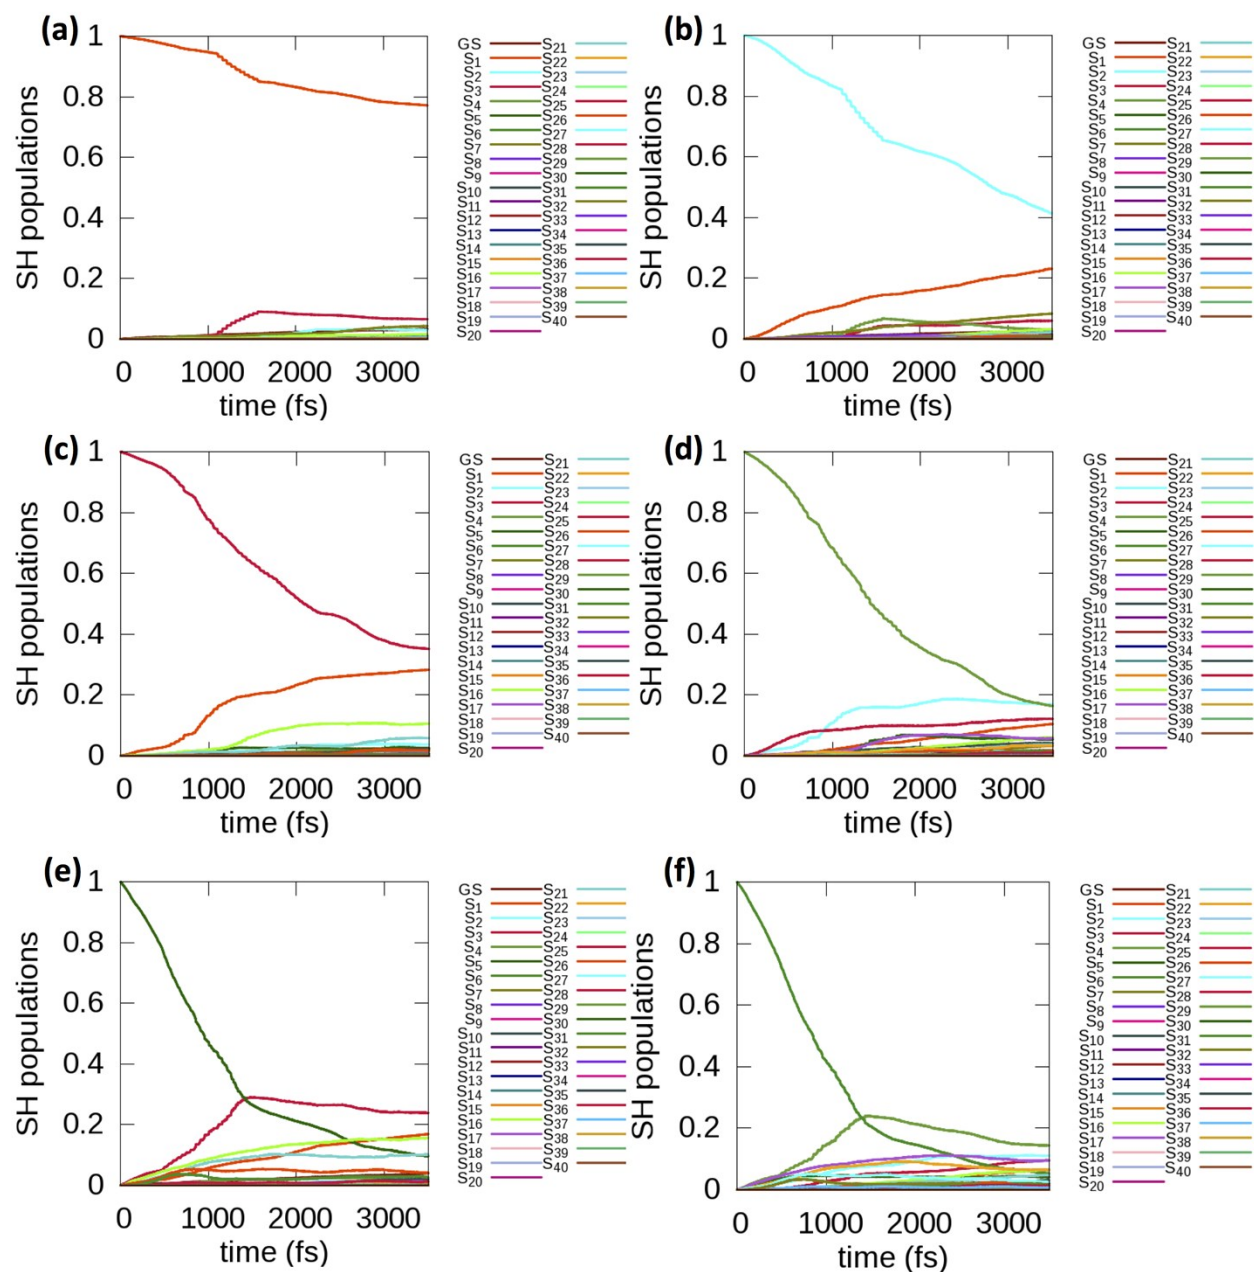 (a)
1
0.8
0.6
0.4
0.2
0
SH populations
0 1000 2000 3000
time (fs)
GS S21
S1 S22
S2 S23
S3 S24
S4 S25
S5 S26
S6 S27
S7 S28
S8 S29
S9 S30
S10 S31
S11 S32
S12 S33
S13 S34
S14 S35
S15 S36
S16 S37
S17 S38
S18 S39
S19 S40
S20
(b)
1
0.8
0.6
0.4
0.2
0
SH populations
0 1000 2000 3000
time (fs)
GS S21
S1 S22
S2 S23
S3 S24
S4 S25
S5 S26
S6 S27
S7 S28
S8 S29
S9 S30
S10 S31
S11 S32
S12 S33
S13 S34
S14 S35
S15 S36
S16 S37
S17 S38
S18 S39
S19 S40
S20
(c)
1
0.8
0.6
0.4
0.2
0
SH populations
0 1000 2000 3000
time (fs)
GS S21
S1 S22
S2 S23
S3 S24
S4 S25
S5 S26
S6 S27
S7 S28
S8 S29
S9 S30
S10 S31
S11 S32
S12 S33
S13 S34
S14 S35
S15 S36
S16 S37
S17 S38
S18 S39
S19 S40
S20
(d)
1
0.8
0.6
0.4
0.2
0
SH populations
0 1000 2000 3000
time (fs)
GS S21
S1 S22
S2 S23
S3 S24
S4 S25
S5 S26
S6 S27
S7 S28
S8 S29
S9 S30
S10 S31
S11 S32
S12 S33
S13 S34
S14 S35
S15 S36
S16 S37
S17 S38
S18 S39
S19 S40
S20
(e)
1
0.8
0.6
0.4
0.2
0
SH populations
0 1000 2000 3000
time (fs)
GS S21
S1 S22
S2 S23
S3 S24
S4 S25
S5 S26
S6 S27
S7 S28
S8 S29
S9 S30
S10 S31
S11 S32
S12 S33
S13 S34
S14 S35
S15 S36
S16 S37
S17 S38
S18 S39
S19 S40
S20
(f)
1
0.8
0.6
0.4
0.2
0
SH populations
0 1000 2000 3000
time (fs)
GS S21
S1 S22
S2 S23
S3 S24
S4 S25
S5 S26
S6 S27
S7 S28
S8 S29
S9 S30
S10 S31
S11 S32
S12 S33
S13 S34
S14 S35
S15 S36
S16 S37
S17 S38
S18 S39
S19 S40
S20